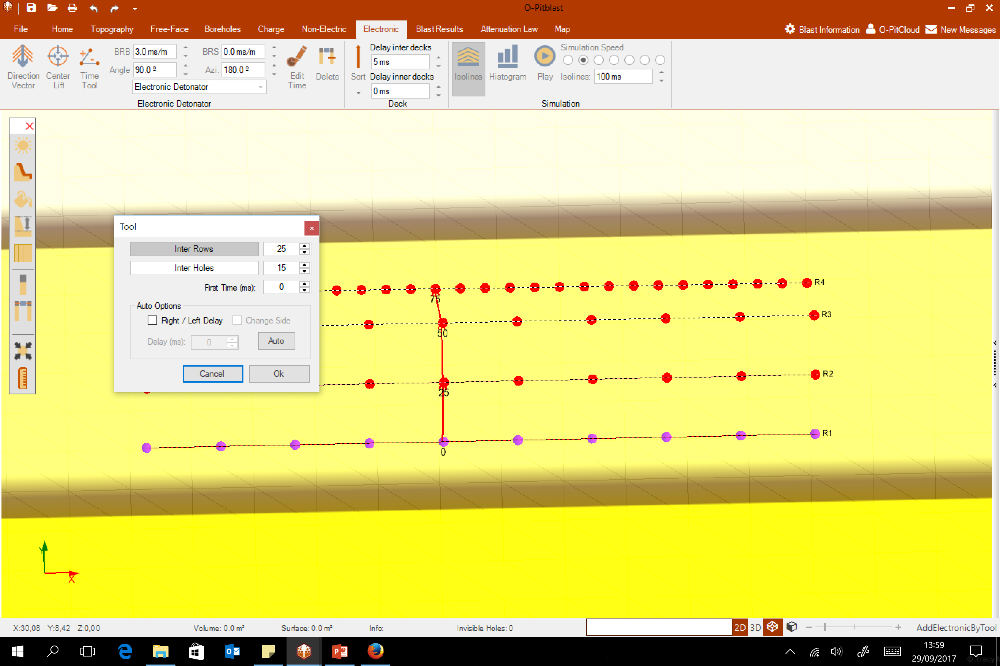 O-Pitblast
File Home Topography Free-Face Boreholes Charge Non-Electric Electronic Blast Results Attenuation Law Map Blast Information O-PitCloud New Messages
Direction Vector
Center Lift
Time Tool
BRB 3.0 ms/m BRS 0.0 ms/m
Angle 90.0 º Azi. 180.0 º
Electronic Detonator
Electronic Detonator
Edit Time
Delete
Sort
Delay inter decks
5 ms
Delay inner decks
0 ms
Deck
Isolines
Histogram
Play
Simulation Speed
Isolines: 100 ms
Simulation
Tool
Inter Rows 25
Inter Holes 15
First Time (ms): 0
Auto Options
Right / Left Delay Change Side
Delay (ms): 0 Auto
Cancel Ok
R4
75
R3
50
R2
25
R1
0
Y
X
X:30,08 Y:8,42 Z:0,00 Volume: 0.0 m³ Surface: 0.0 m² Info: Invisible Holes: 0 2D 3D AddElectronicByTool
13:59
29/09/2017